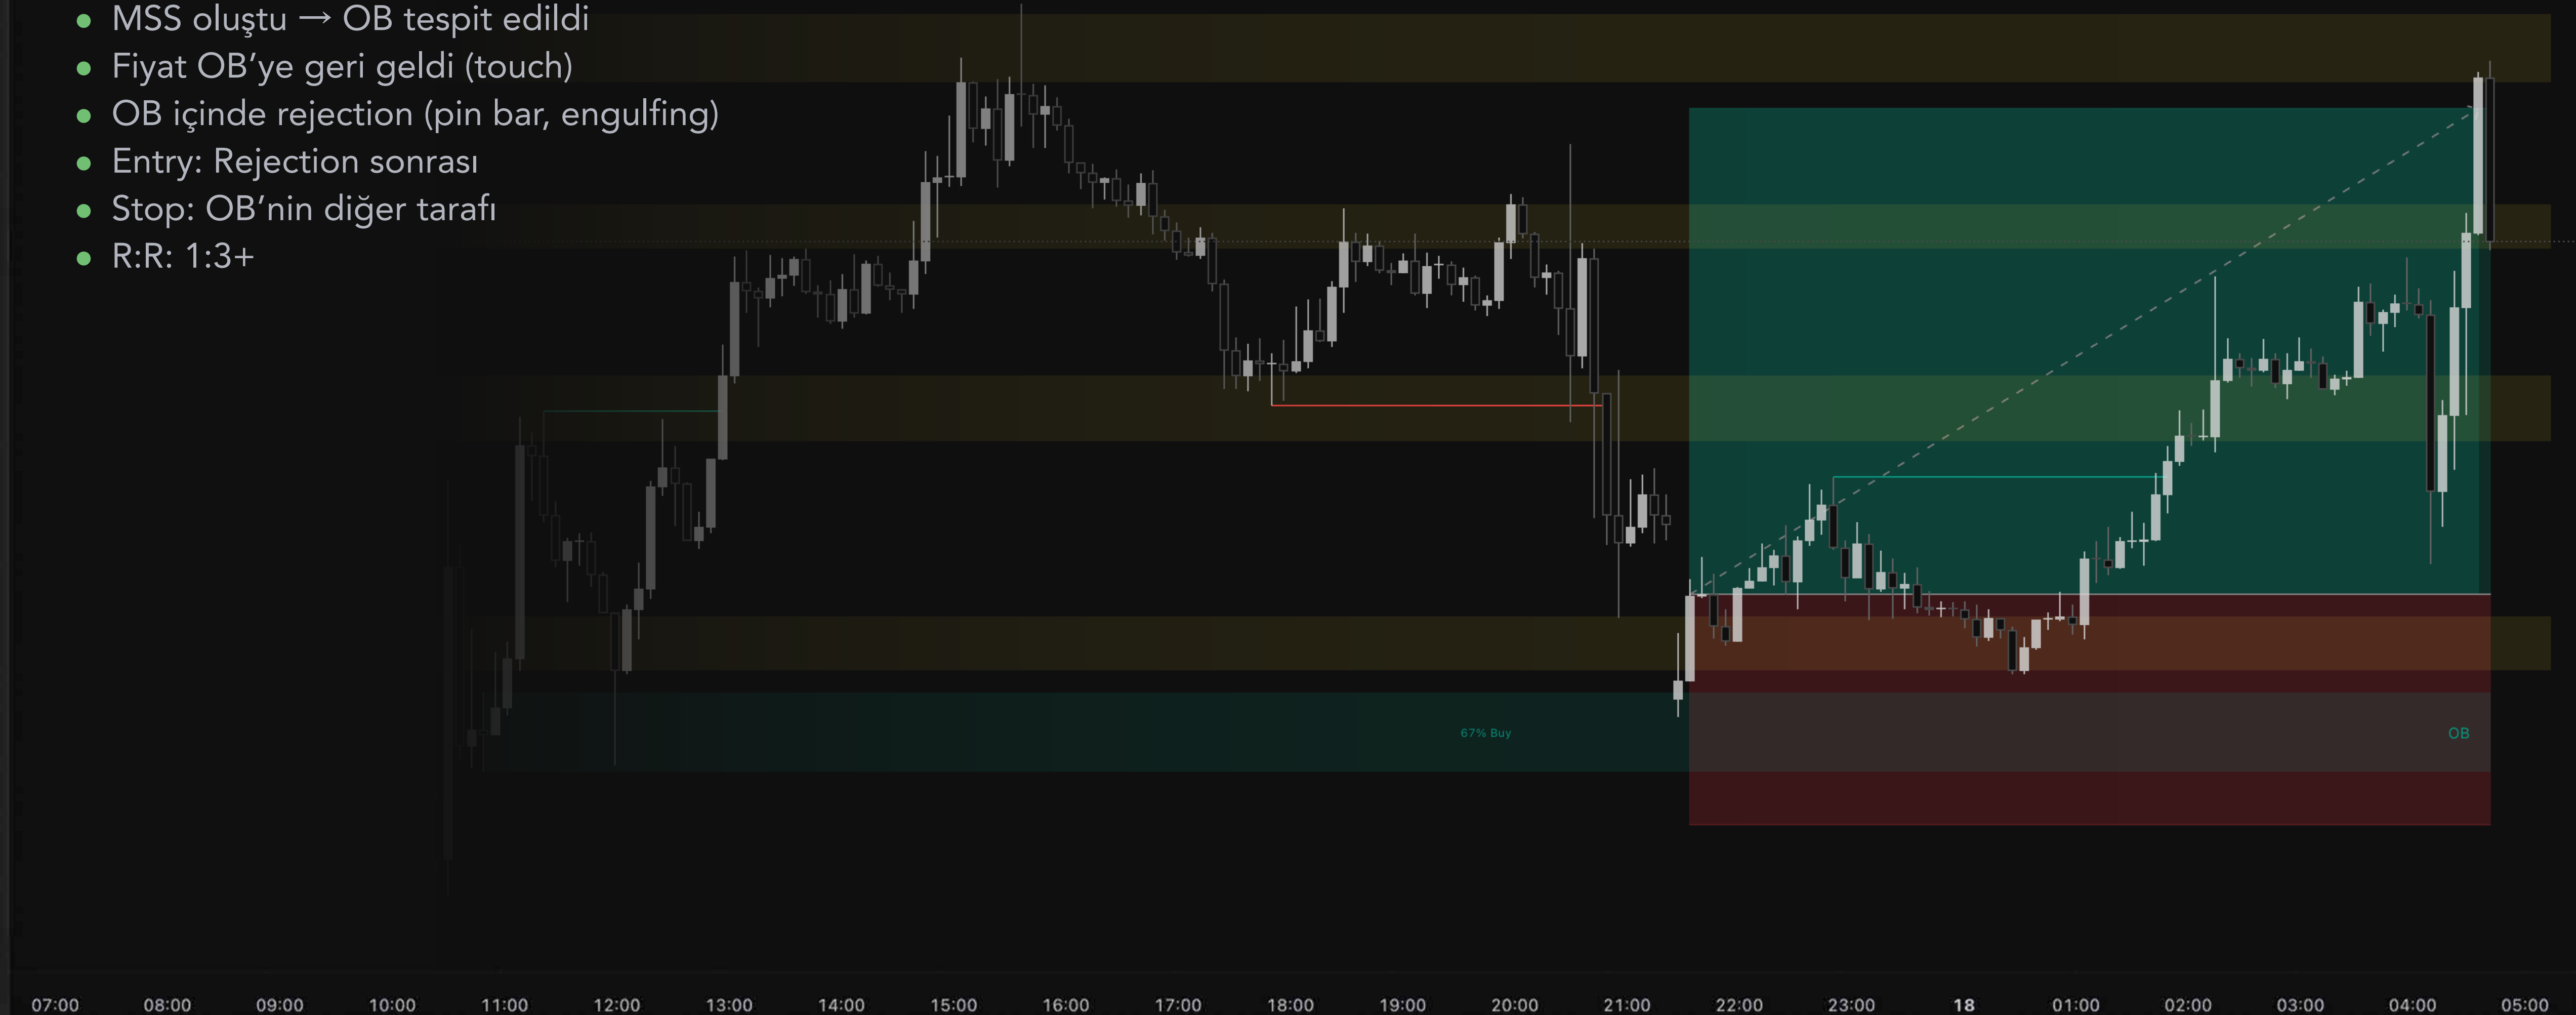 MSS oluştu → OB tespit edildi
Fiyat OB’ye geri geldi (touch)
OB içinde rejection (pin bar, engulfing)
Entry: Rejection sonrası
Stop: OB’nin diğer tarafı
R:R: 1:3+
67% Buy
OB
07:00 08:00 09:00 10:00 11:00 12:00 13:00 14:00 15:00 16:00 17:00 18:00 19:00 20:00 21:00 22:00 23:00 18 01:00 02:00 03:00 04:00 05:00